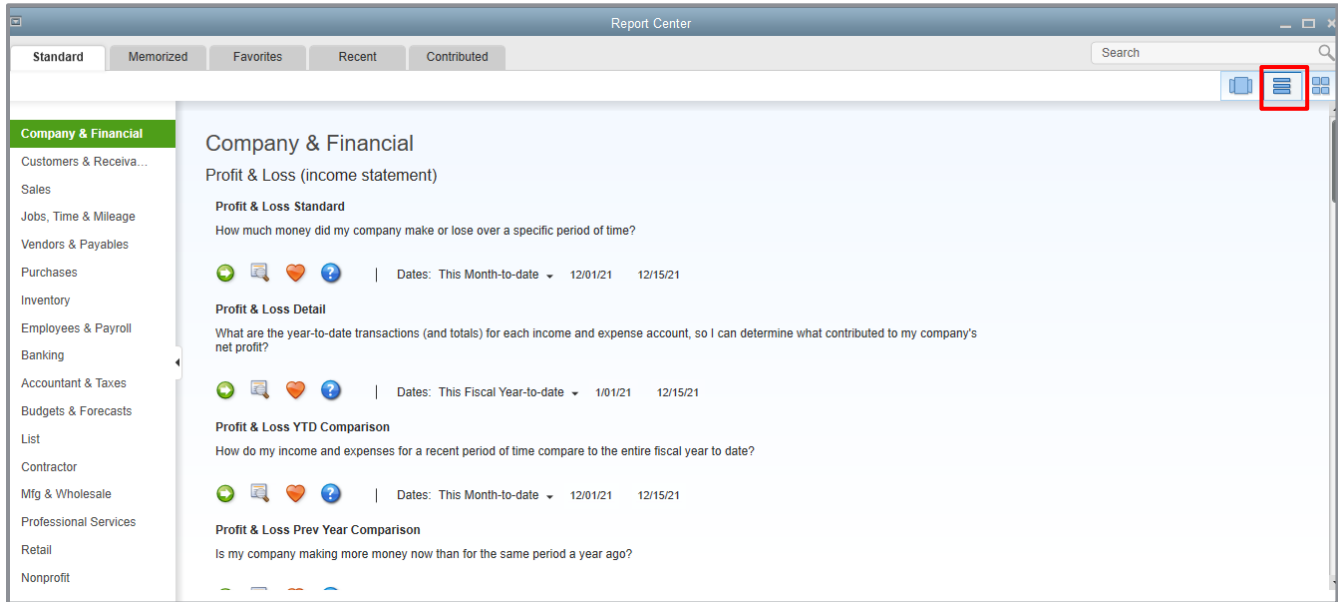 Report Center
Standard Memorized Favorites Recent Contributed Search
Company & Financial
Customers & Receiva...
Sales
Jobs, Time & Mileage
Vendors & Payables
Purchases
Inventory
Employees & Payroll
Banking
Accountant & Taxes
Budgets & Forecasts
List
Contractor
Mfg & Wholesale
Professional Services
Retail
Nonprofit
Company & Financial
Profit & Loss (income statement)
Profit & Loss Standard
How much money did my company make or lose over a specific period of time?
? | Dates: This Month-to-date 12/01/21 12/15/21
Profit & Loss Detail
What are the year-to-date transactions (and totals) for each income and expense account, so I can determine what contributed to my company's
net profit?
? | Dates: This Fiscal Year-to-date 1/01/21 12/15/21
Profit & Loss YTD Comparison
How do my income and expenses for a recent period of time compare to the entire fiscal year to date?
? | Dates: This Month-to-date 12/01/21 12/15/21
Profit & Loss Prev Year Comparison
Is my company making more money now than for the same period a year ago?